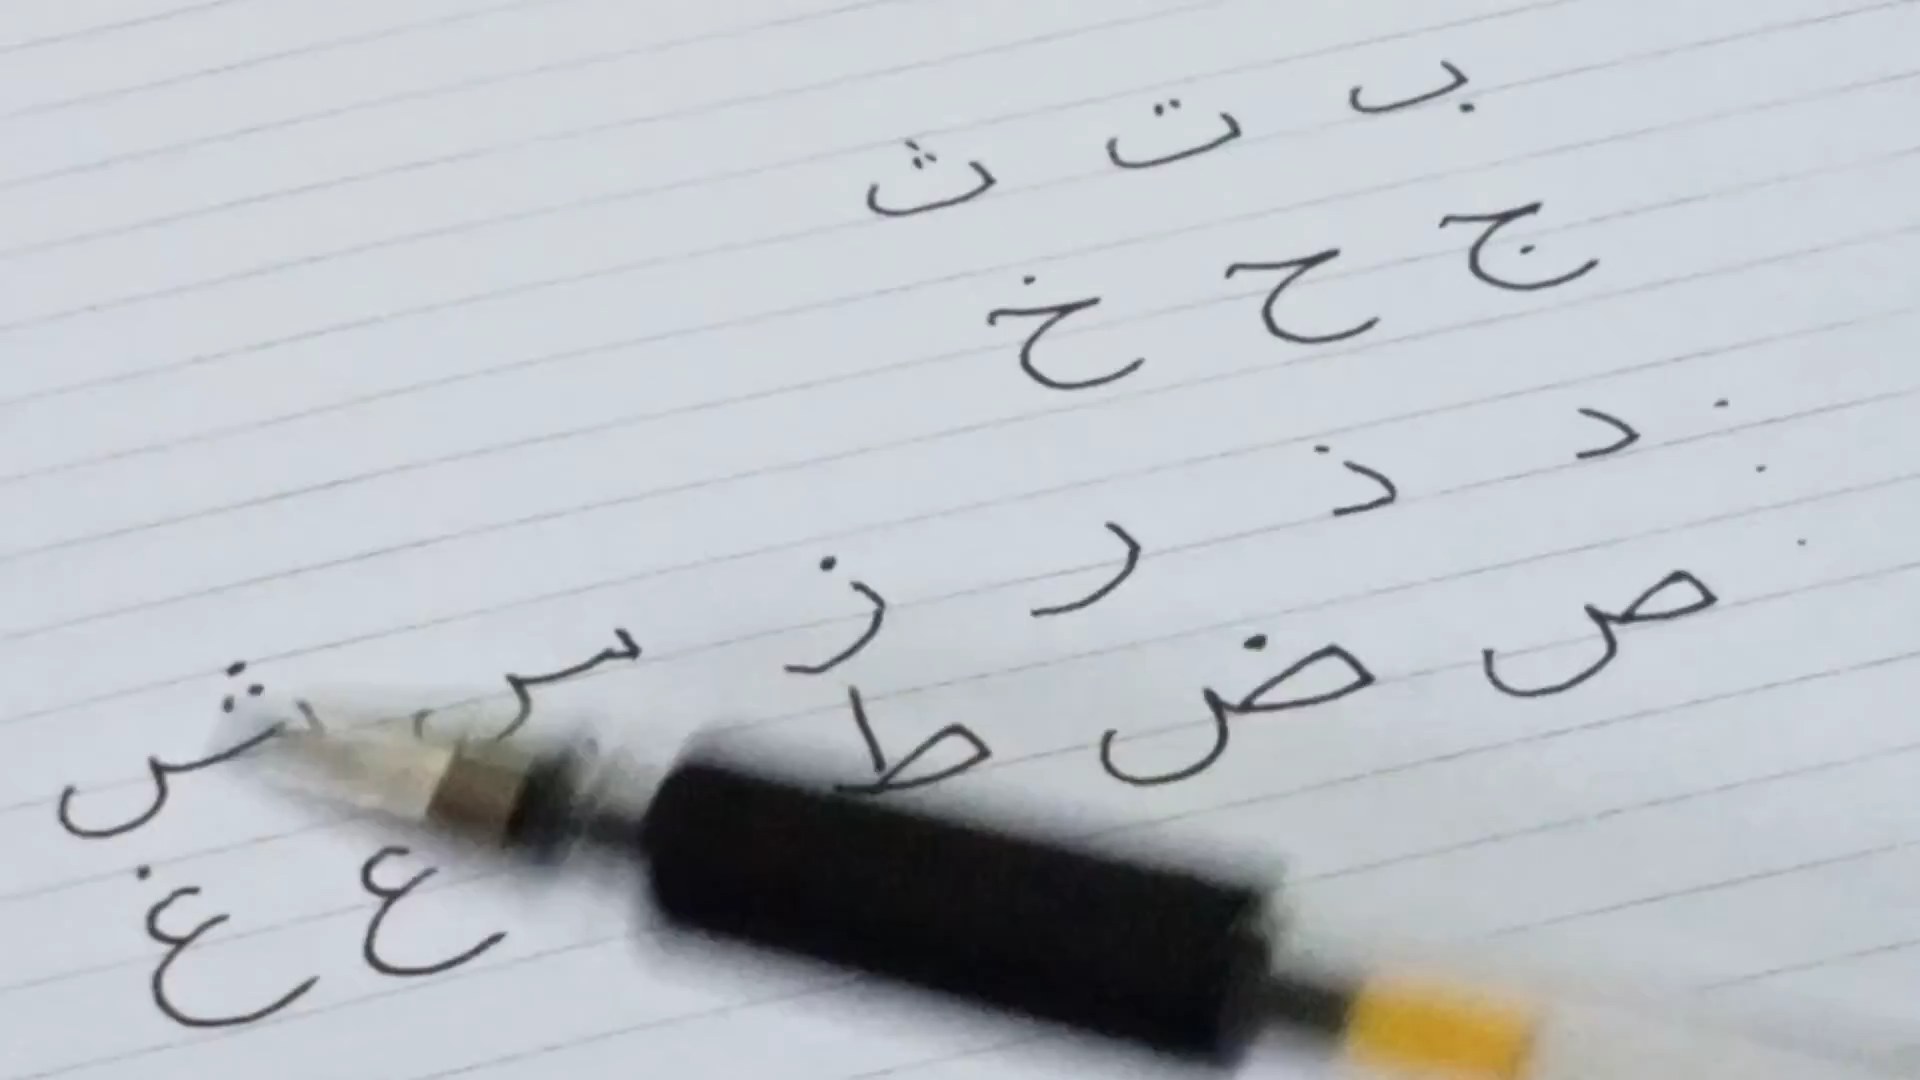 ب ت ث
ج ح خ
د ذ ر ز س ش
ص ض ط ع غ